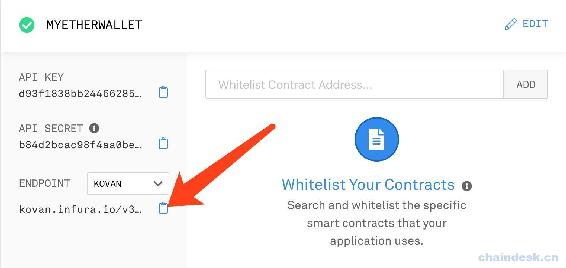 MYETHERWALLET
EDIT
API KEY
d93f1838bb24466285…
API SECRET
b84d2bcac98f4aa0be…
ENDPOINT KOVAN
kovan.infura.io/v3…
Whitelist Contract Address... ADD
Whitelist Your Contracts
Search and whitelist the specific
smart contracts that your
application uses.
chaindesk.cn